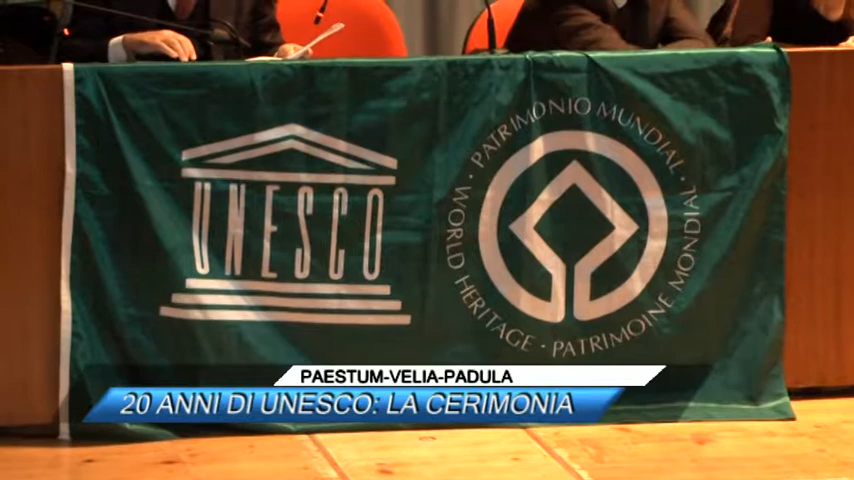 UNESCO
WORLD HERITAGE · PATRIMONIO MUNDIAL · PATRIMOINE MONDIAL ·
PAESTUM-VELIA-PADULA
20 ANNI DI UNESCO: LA CERIMONIA